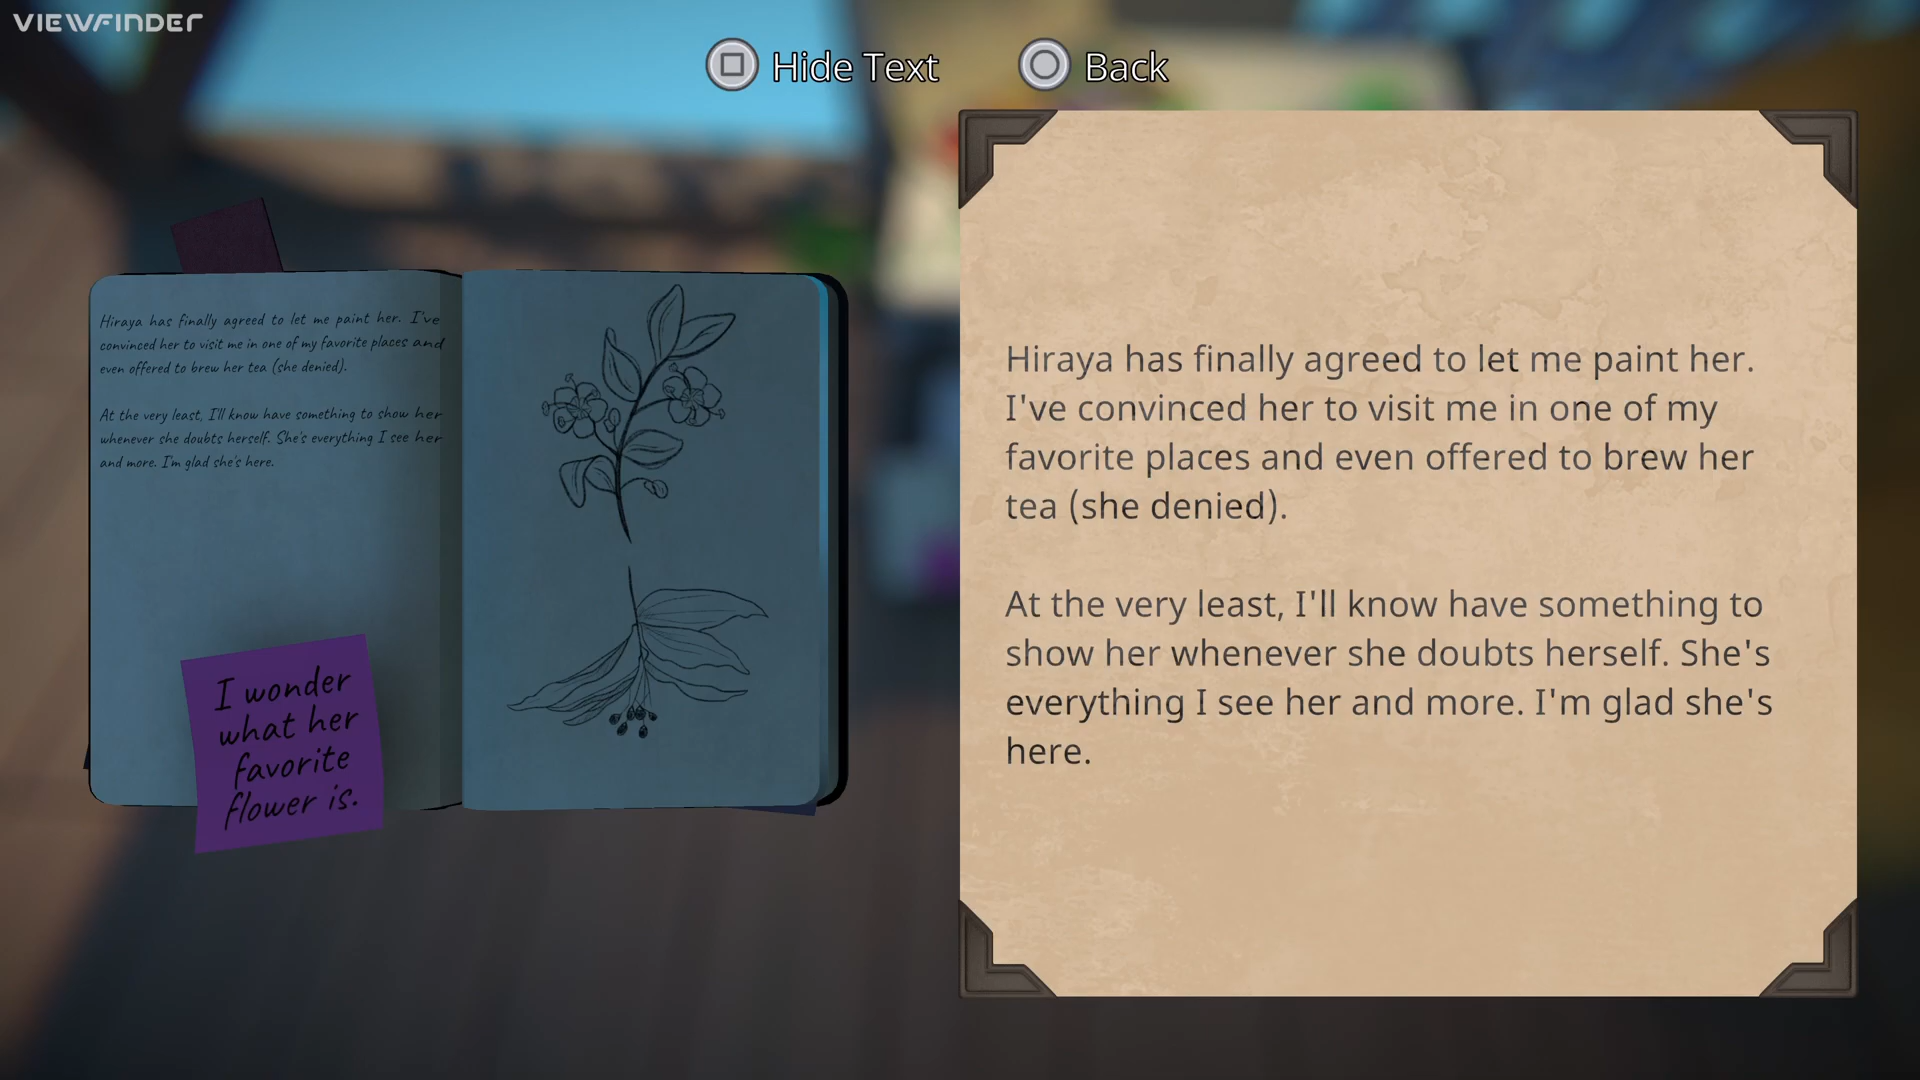 VIEWFINDER
Hide Text
Back
Hiraya has finally agreed to let me paint her. I've
convinced her to visit me in one of my favorite places and
even offered to brew her tea (she denied).
At the very least, I'll know have something to show her
whenever she doubts herself. She's everything I see her
and more. I'm glad she's here.
I wonder
what her
favorite
flower is.
Hiraya has finally agreed to let me paint her.
I've convinced her to visit me in one of my
favorite places and even offered to brew her
tea (she denied).
At the very least, I'll know have something to
show her whenever she doubts herself. She's
everything I see her and more. I'm glad she's
here.